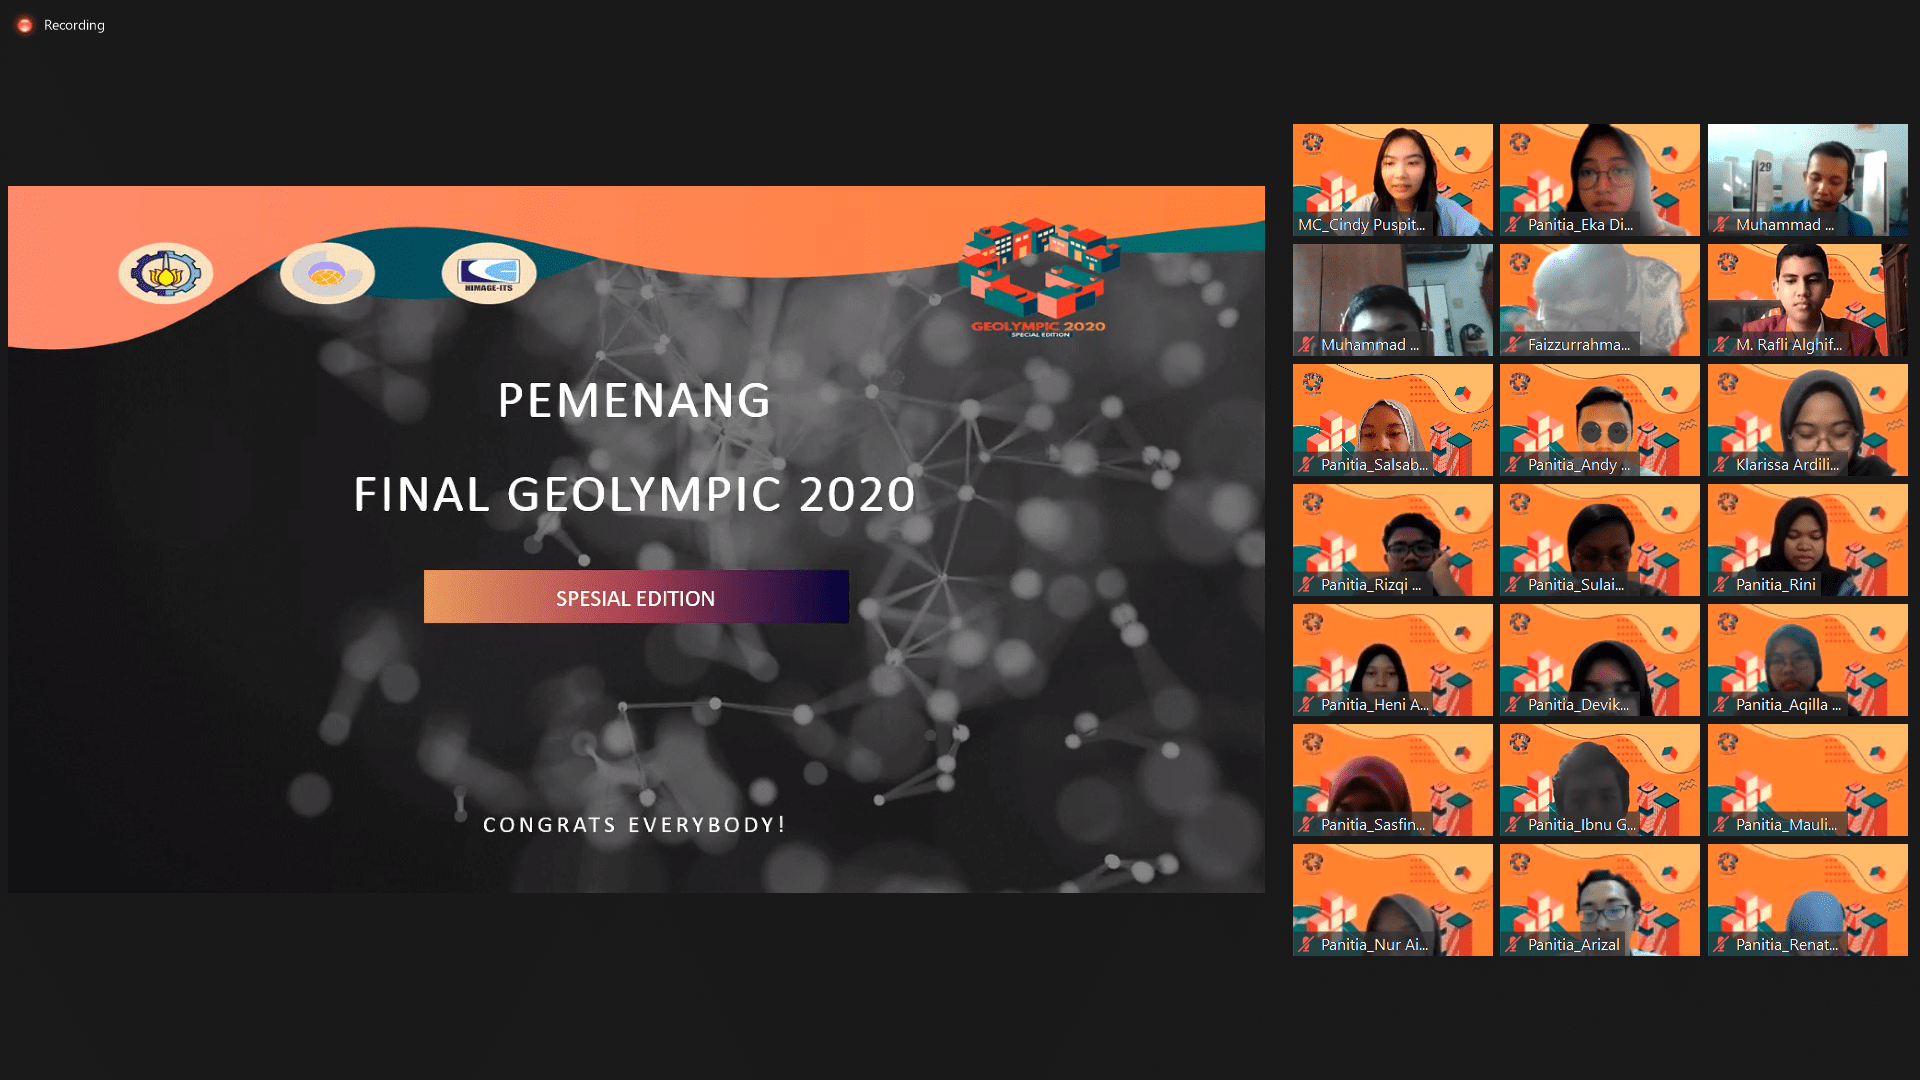 Recording
HIMAGE-ITS
GEOLYMPIC 2020
SPECIAL EDITION
PEMENANG
FINAL GEOLYMPIC 2020
SPESIAL EDITION
CONGRATS EVERYBODY!
MC_Cindy Puspit...
Panitia_Eka Di...
29
Muhammad ...
Muhammad ...
Faizzurrahma...
M. Rafli Alghif...
Panitia_Salsab...
Panitia_Andy ...
Klarissa Ardili...
Panitia_Rizqi ...
Panitia_Sulai...
Panitia_Rini
Panitia_Heni A...
Panitia_Devik...
Panitia_Aqilla ...
Panitia_Sasfin...
Panitia_Ibnu G...
Panitia_Mauli...
Panitia_Nur Ai...
Panitia_Arizal
Panitia_Renat...